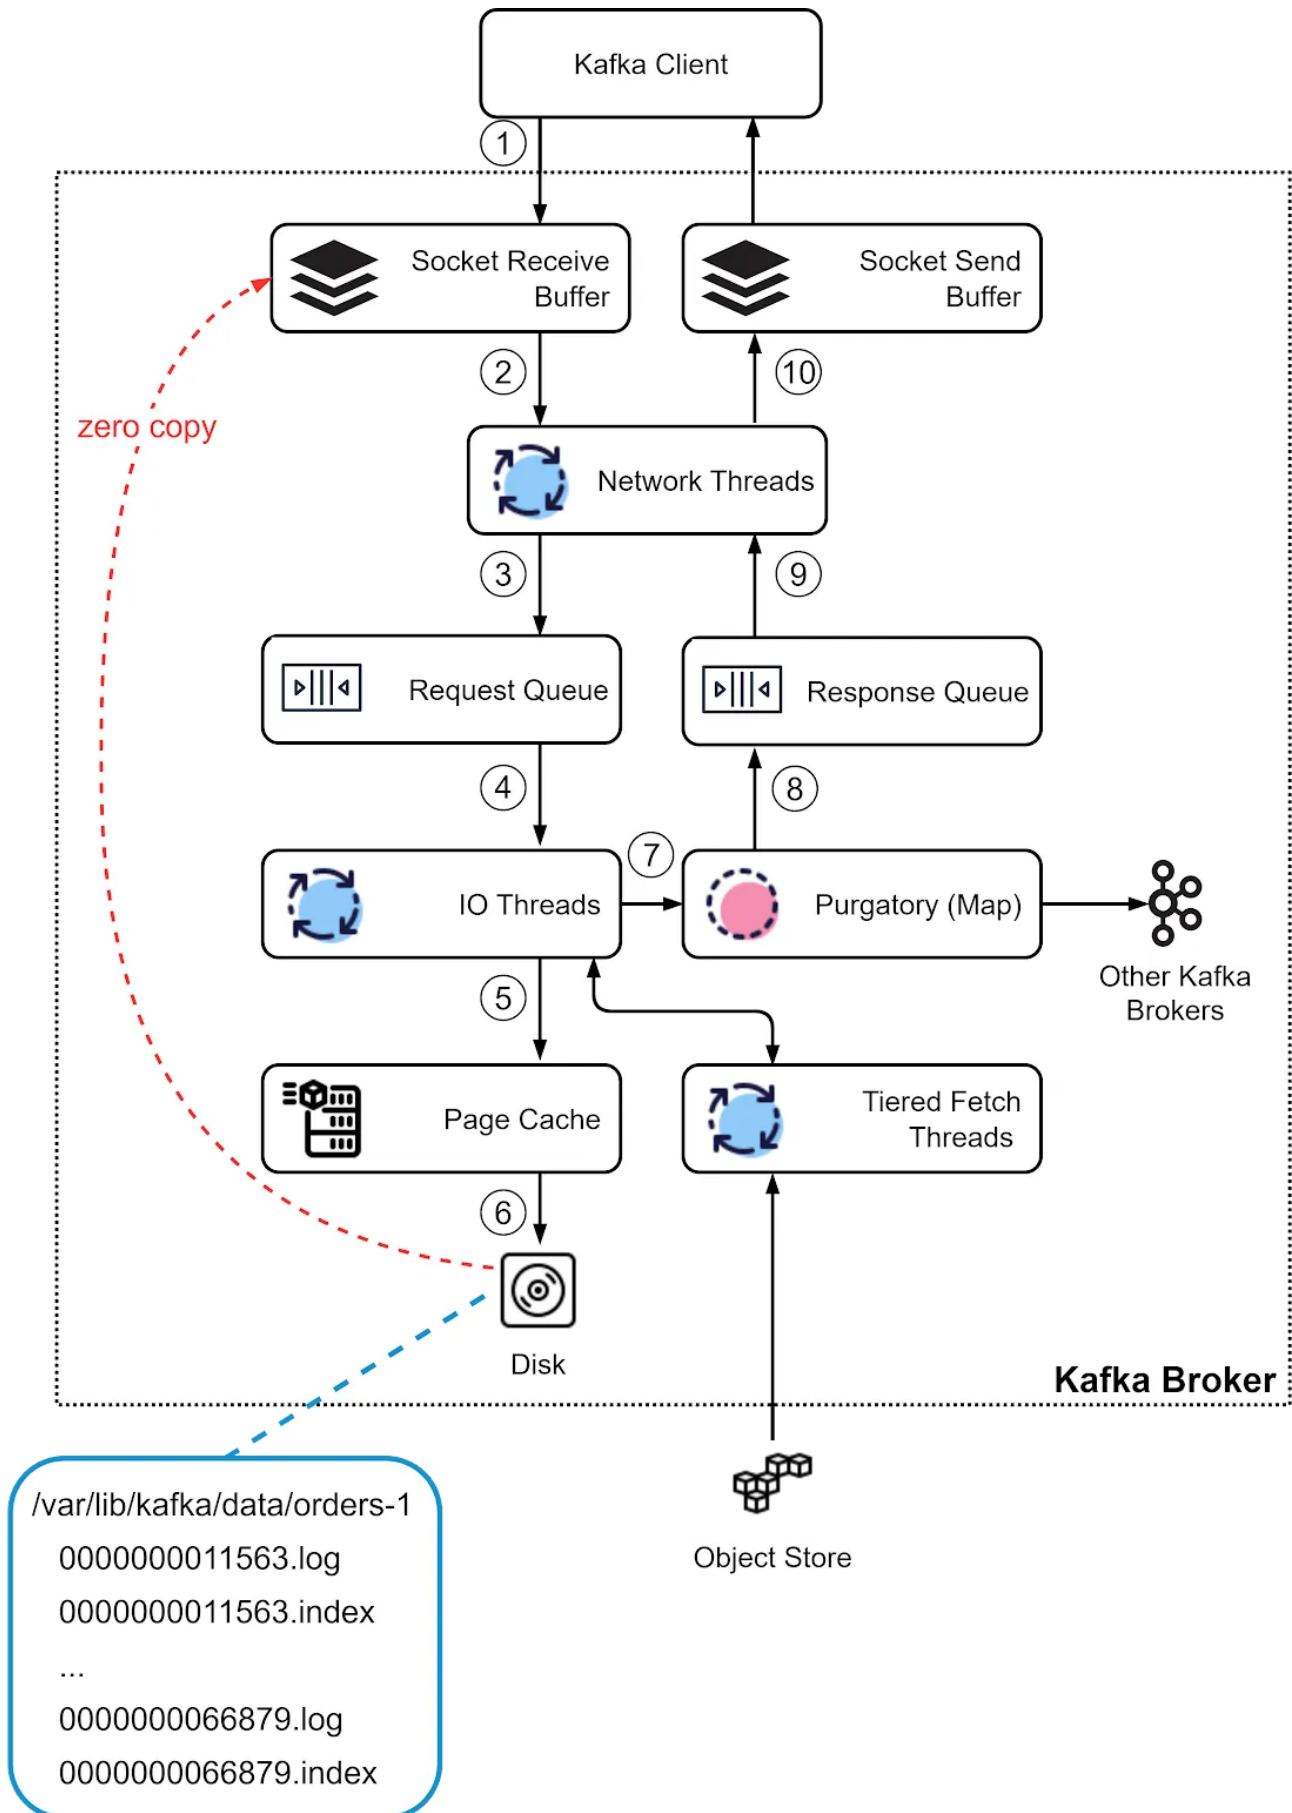 Kafka Client
1
Socket Receive
Buffer
Socket Send
Buffer
2
10
zero copy
Network Threads
3
9
Request Queue
Response Queue
4
8
7
IO Threads
Purgatory (Map)
Other Kafka
Brokers
5
Page Cache
Tiered Fetch
Threads
6
Disk
Kafka Broker
/var/lib/kafka/data/orders-1
0000000011563.log
0000000011563.index
...
0000000066879.log
0000000066879.index
Object Store